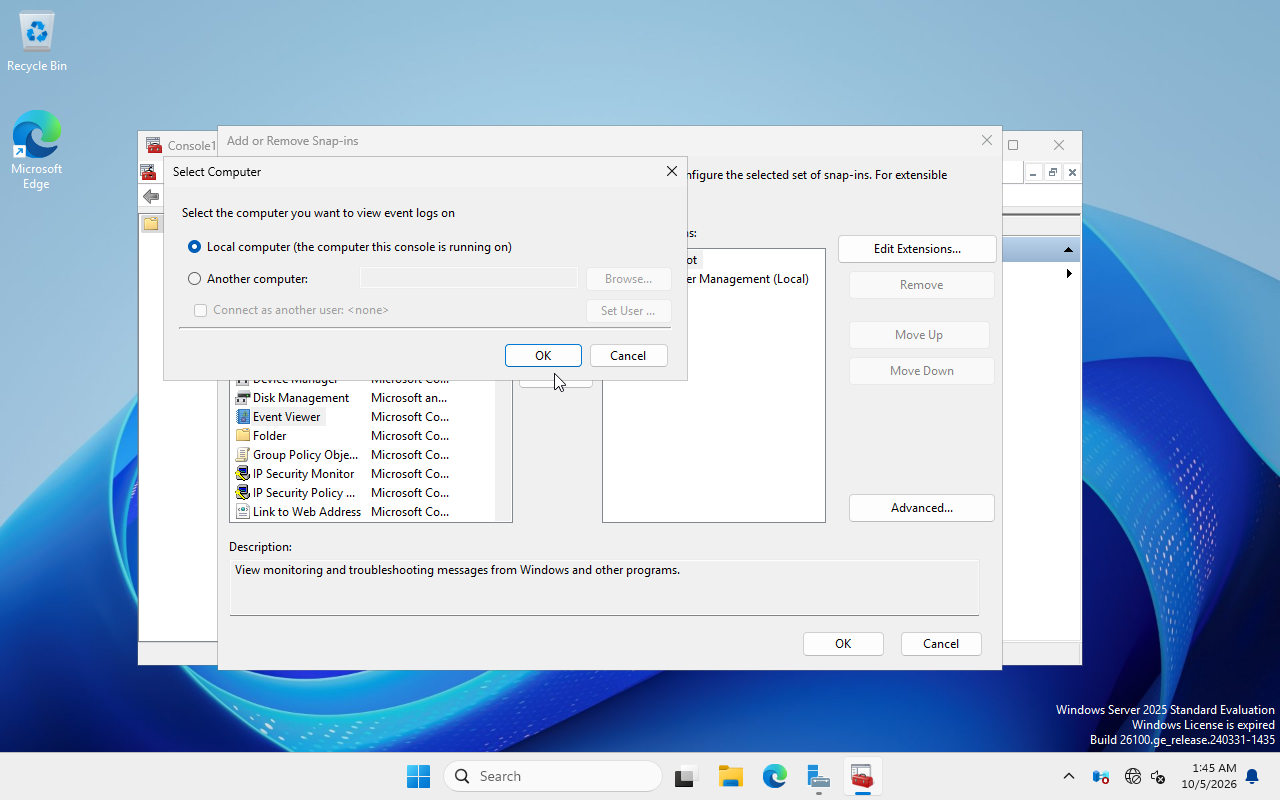 Recycle Bin
Microsoft
Edge
Console1
Add or Remove Snap-ins
Select Computer
nfigure the selected set of snap-ins. For extensible
Select the computer you want to view event logs on
Local computer (the computer this console is running on)
Another computer:
Browse...
Connect as another user: <none>
Set User ...
OK
Cancel
ns:
ot
er Management (Local)
Edit Extensions...
Remove
Move Up
Move Down
Advanced...
Device Manager Microsoft Co...
Disk Management Microsoft an...
Event Viewer Microsoft Co...
Folder Microsoft Co...
Group Policy Obje... Microsoft Co...
IP Security Monitor Microsoft Co...
IP Security Policy ... Microsoft Co...
Link to Web Address Microsoft Co...
Description:
View monitoring and troubleshooting messages from Windows and other programs.
OK
Cancel
Windows Server 2025 Standard Evaluation
Windows License is expired
Build 26100.ge_release.240331-1435
Search
1:45 AM
10/5/2026